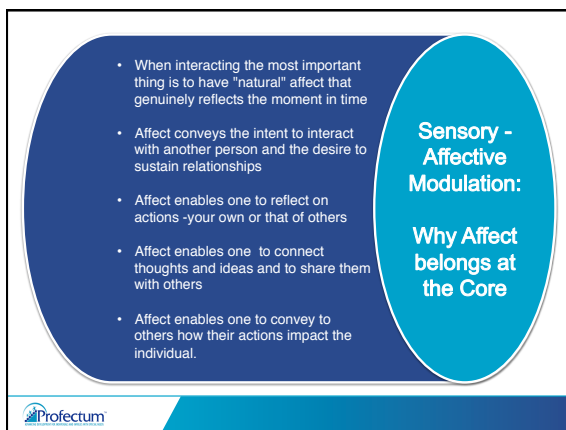 • When interacting the most important
thing is to have "natural" affect that
genuinely reflects the moment in time
• Affect conveys the intent to interact
with another person and the desire to
sustain relationships
• Affect enables one to reflect on
actions -your own or that of others
• Affect enables one  to connect
thoughts and ideas and to share them
with others
• Affect enables one to convey to
others how their actions impact the
individual.
Sensory -
Affective
Modulation:
Why Affect
belongs at
the Core
Profectum™